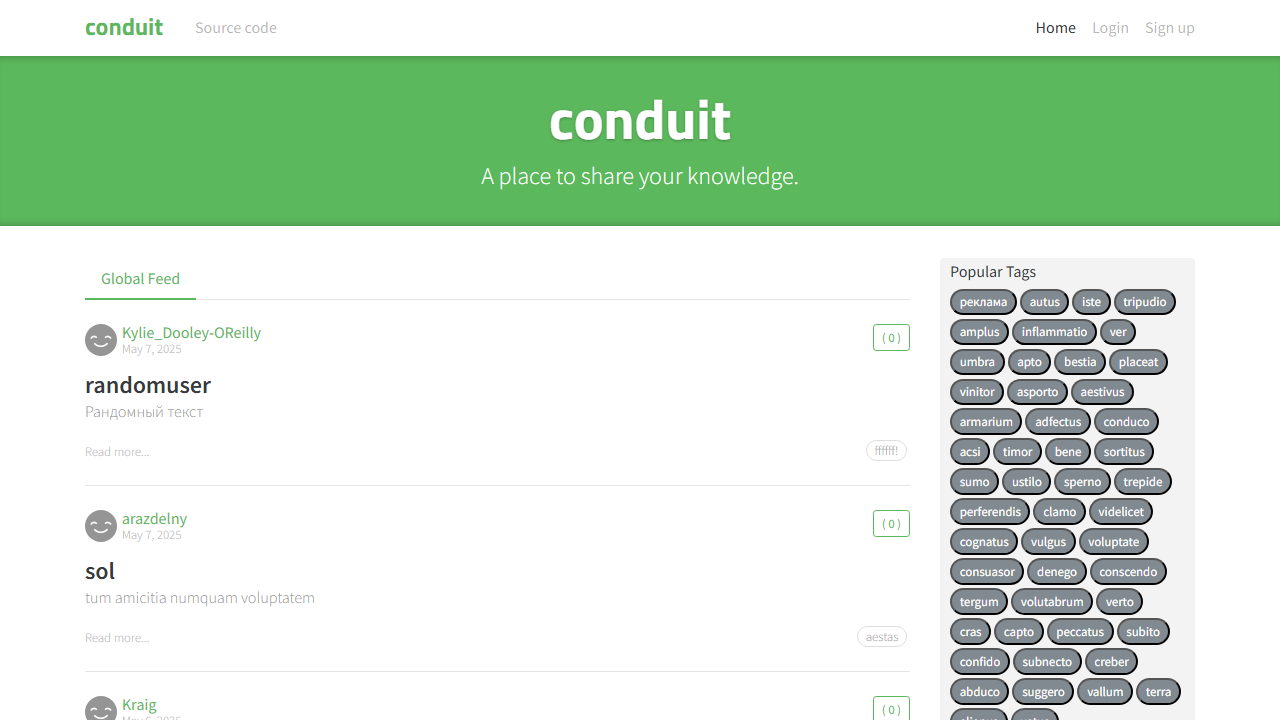 conduit Source code Home Login Sign up
conduit
A place to share your knowledge.
Global Feed
Kylie_Dooley-OReilly
May 7, 2025
( 0 )
randomuser
Рандомный текст
Read more...
ffffff!
arazdelny
May 7, 2025
( 0 )
sol
tum amicitia numquam voluptatem
Read more...
aestas
Kraig
( 0 )
Popular Tags
реклама autus iste tripudio
amplus inflammatio ver
umbra apto bestia placeat
vinitor asporto aestivus
armarium adfectus conduco
acsi timor bene sortitus
sumo ustilo sperno trepide
perferendis clamo videlicet
cognatus vulgus voluptate
consuasor denego conscendo
tergum volutabrum verto
cras capto peccatus subito
confido subnecto creber
abduco suggero vallum terra